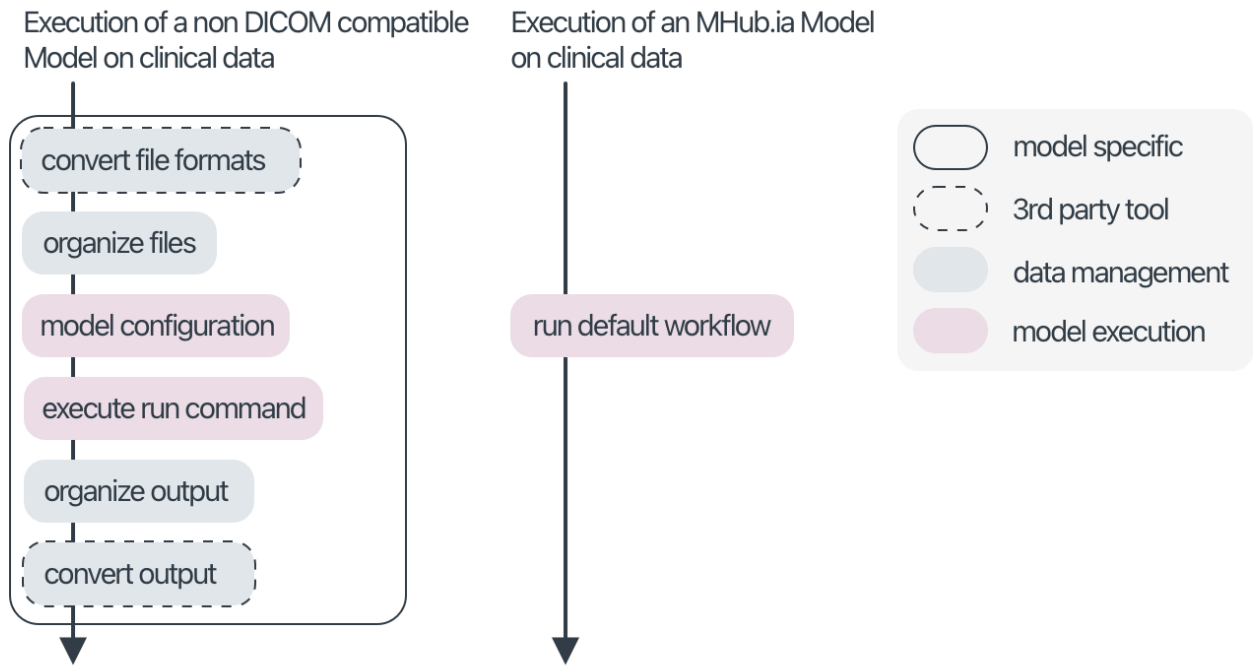 Execution of a non DICOM compatible
Model on clinical data
convert file formats
organize files
model configuration
execute run command
organize output
convert output
Execution of an MHub.ia Model
on clinical data
run default workflow
model specific
3rd party tool
data management
model execution